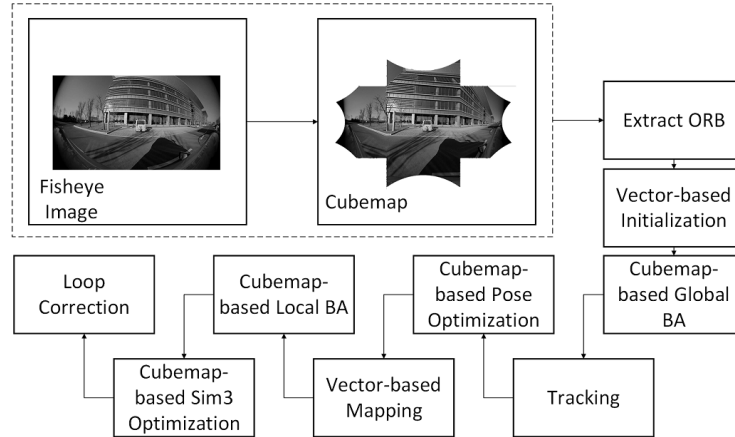 Fisheye
Image
Cubemap
Extract ORB
Vector-based
Initialization
Cubemap-
based Global
BA
Tracking
Cubemap-
based Pose
Optimization
Vector-based
Mapping
Cubemap-
based Local BA
Cubemap-
based Sim3
Optimization
Loop
Correction